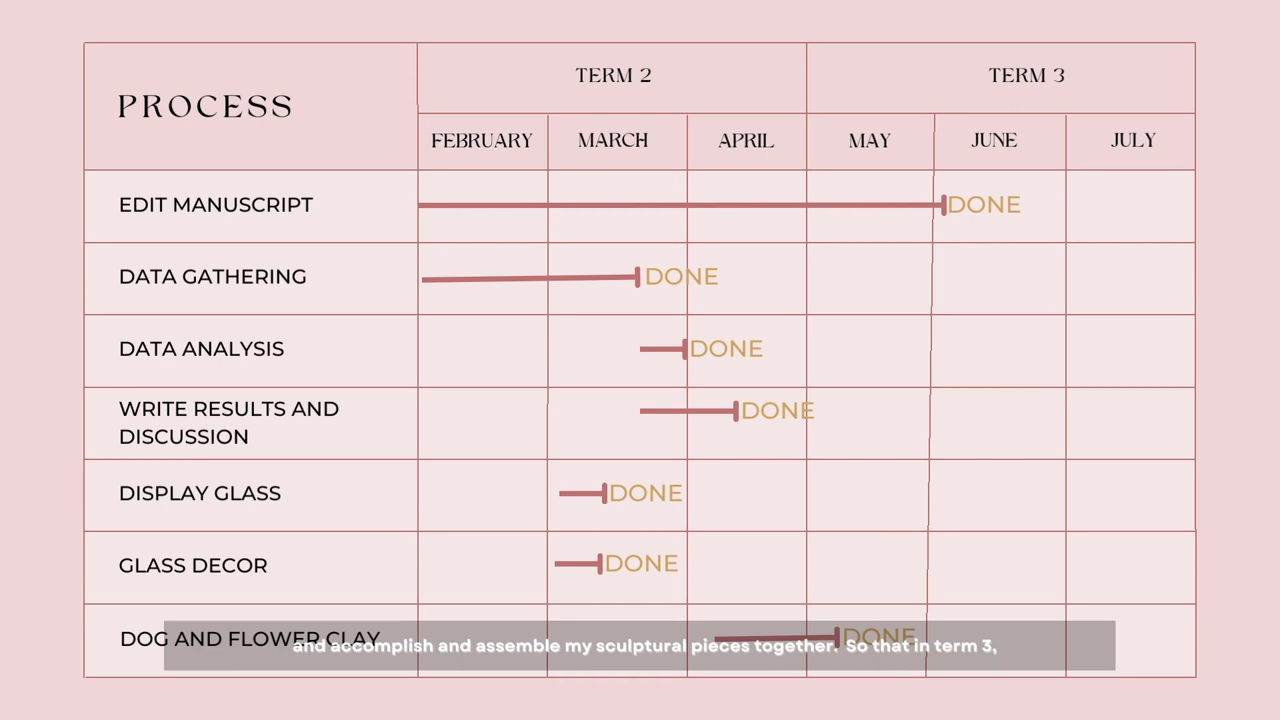 TERM 2
TERM 3
PROCESS
FEBRUARY
MARCH
APRIL
MAY
JUNE
JULY
EDIT MANUSCRIPT
DONE
DATA GATHERING
DONE
DATA ANALYSIS
DONE
WRITE RESULTS AND
DISCUSSION
DONE
DISPLAY GLASS
DONE
GLASS DECOR
DONE
DOG AND FLOWER CLAY
DONE
and accomplish and assemble my sculptural pieces together. So that in term 3,